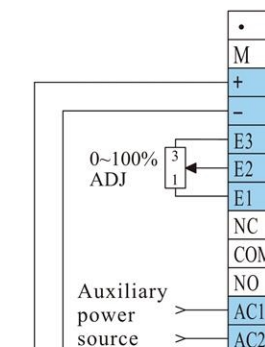 •
M
+
−
E3
0~100%
ADJ
3
E2
1
E1
NC
COM
NO
Auxiliary
power
source
AC1
AC2